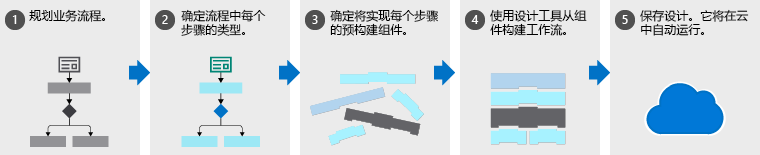 1 规划业务流程。
2 确定流程中每个
步骤的类型。
3 确定将实现每个步骤
的预构建组件。
4 使用设计工具从组
件构建工作流。
5 保存设计。它将在云
中自动运行。